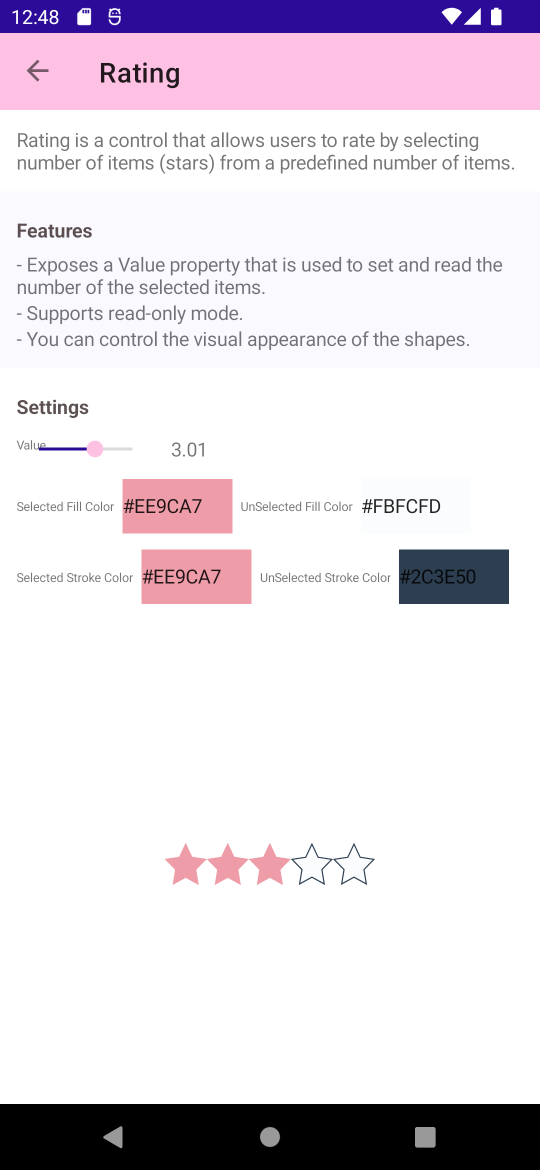 12:48
Rating
Rating is a control that allows users to rate by selecting
number of items (stars) from a predefined number of items.
Features
- Exposes a Value property that is used to set and read the
number of the selected items.
- Supports read-only mode.
- You can control the visual appearance of the shapes.
Settings
Value 3.01
Selected Fill Color #EE9CA7 UnSelected Fill Color #FBFCFD
Selected Stroke Color #EE9CA7 UnSelected Stroke Color #2C3E50